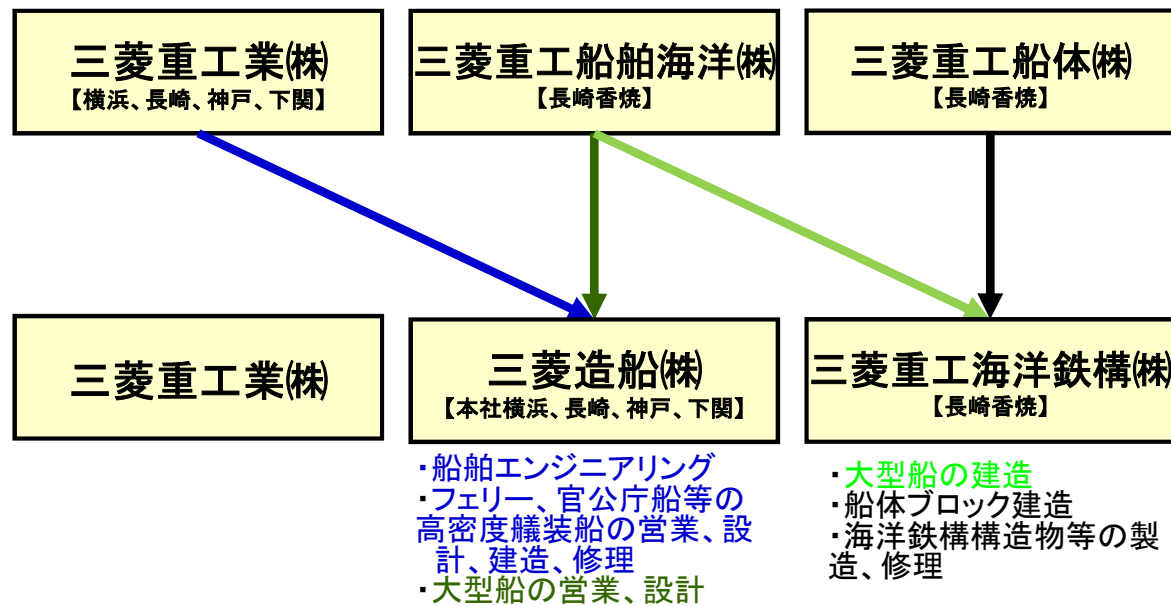 三菱重工業㈱
【横浜、長崎、神戸、下関】
三菱重工船舶海洋㈱
【長崎香焼】
三菱重工船体㈱
【長崎香焼】
三菱重工業㈱
三菱造船㈱
【本社横浜、長崎、神戸、下関】
三菱重工海洋鉄構㈱
【長崎香焼】
・船舶エンジニアリング
・フェリー、官公庁船等の
高密度艤装船の営業、設
計、建造、修理
・大型船の営業、設計
・大型船の建造
・船体ブロック建造
・海洋鉄構構造物等の製
造、修理